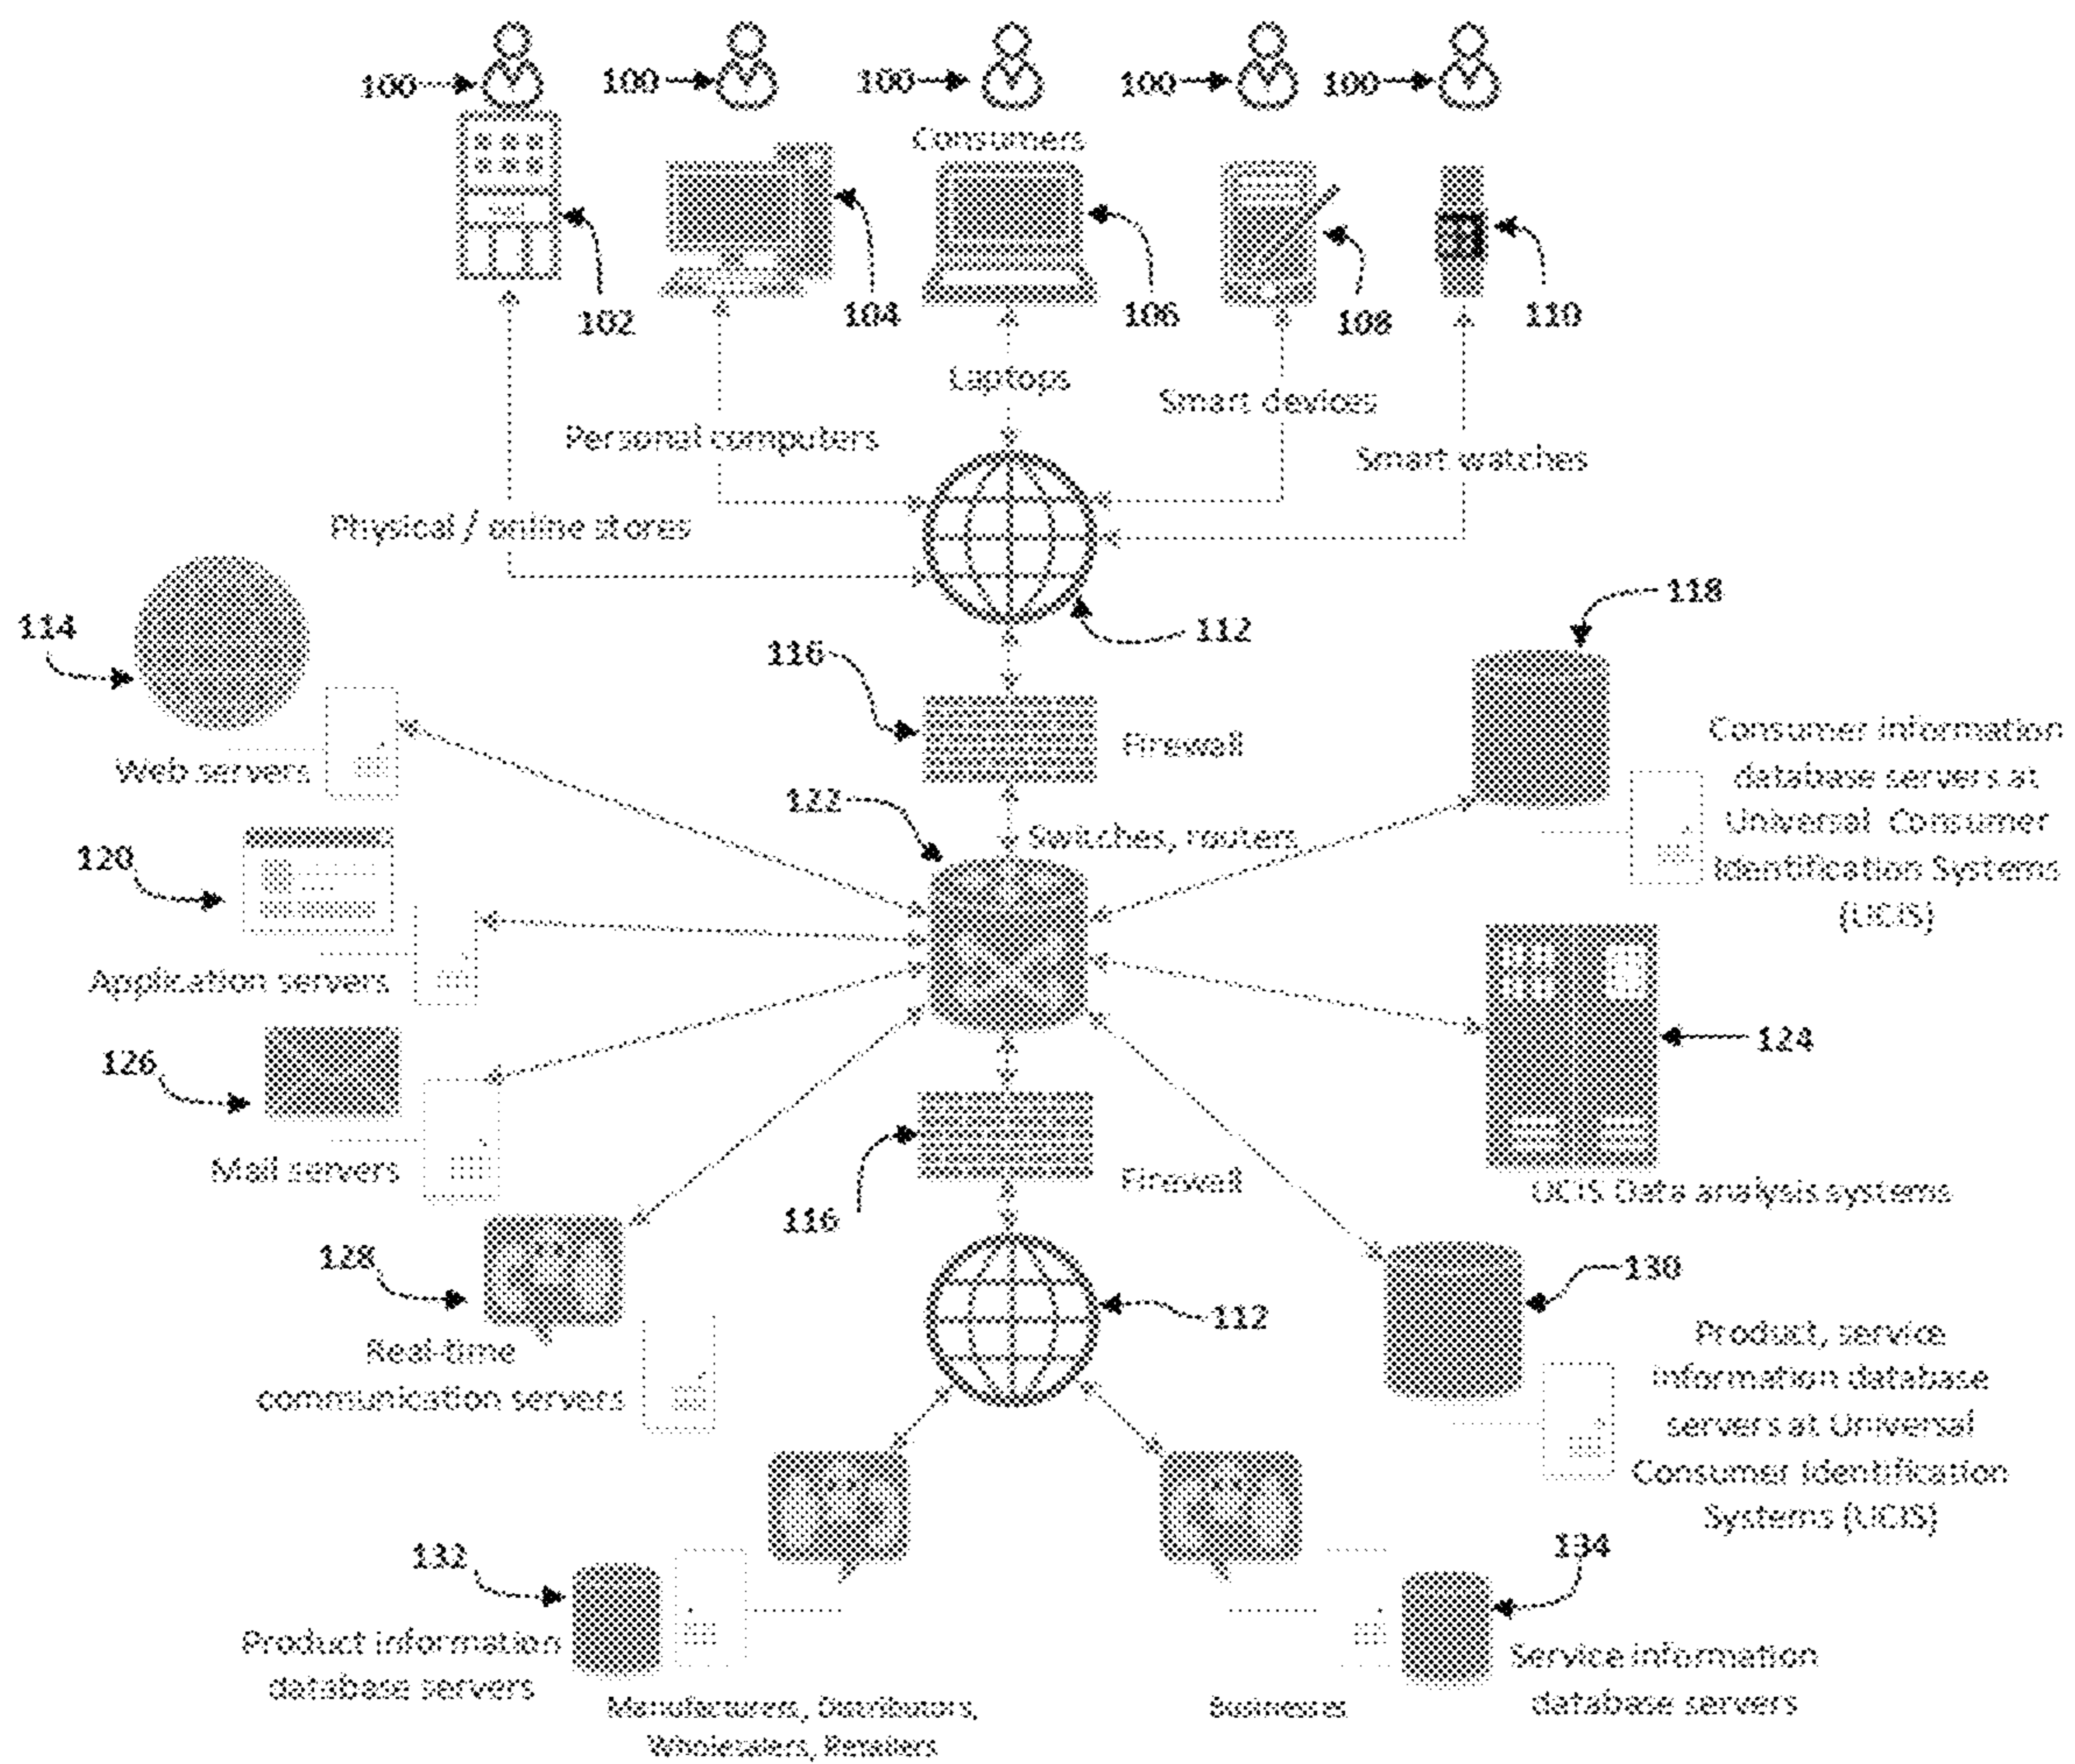 100
100
100
100
100
Consumers
102
104
106
108
110
Laptops
Smart devices
Personal computers
Smart watches
Physical / online stores
118
114
112
116
Consumer information
database servers at
Universal Consumer
Identification Systems
(UCIS)
Firewall
Web servers
122
Switches, routers
120
Application servers
124
126
Mail servers
Firewall
UCIS Data analysis systems
116
128
130
112
Real-time
communication servers
Product, service
information database
servers at Universal
Consumer Identification
Systems (UCIS)
132
134
Product information
database servers
Service information
database servers
Manufacturers, Distributors,
Wholesalers, Retailers
Businesses